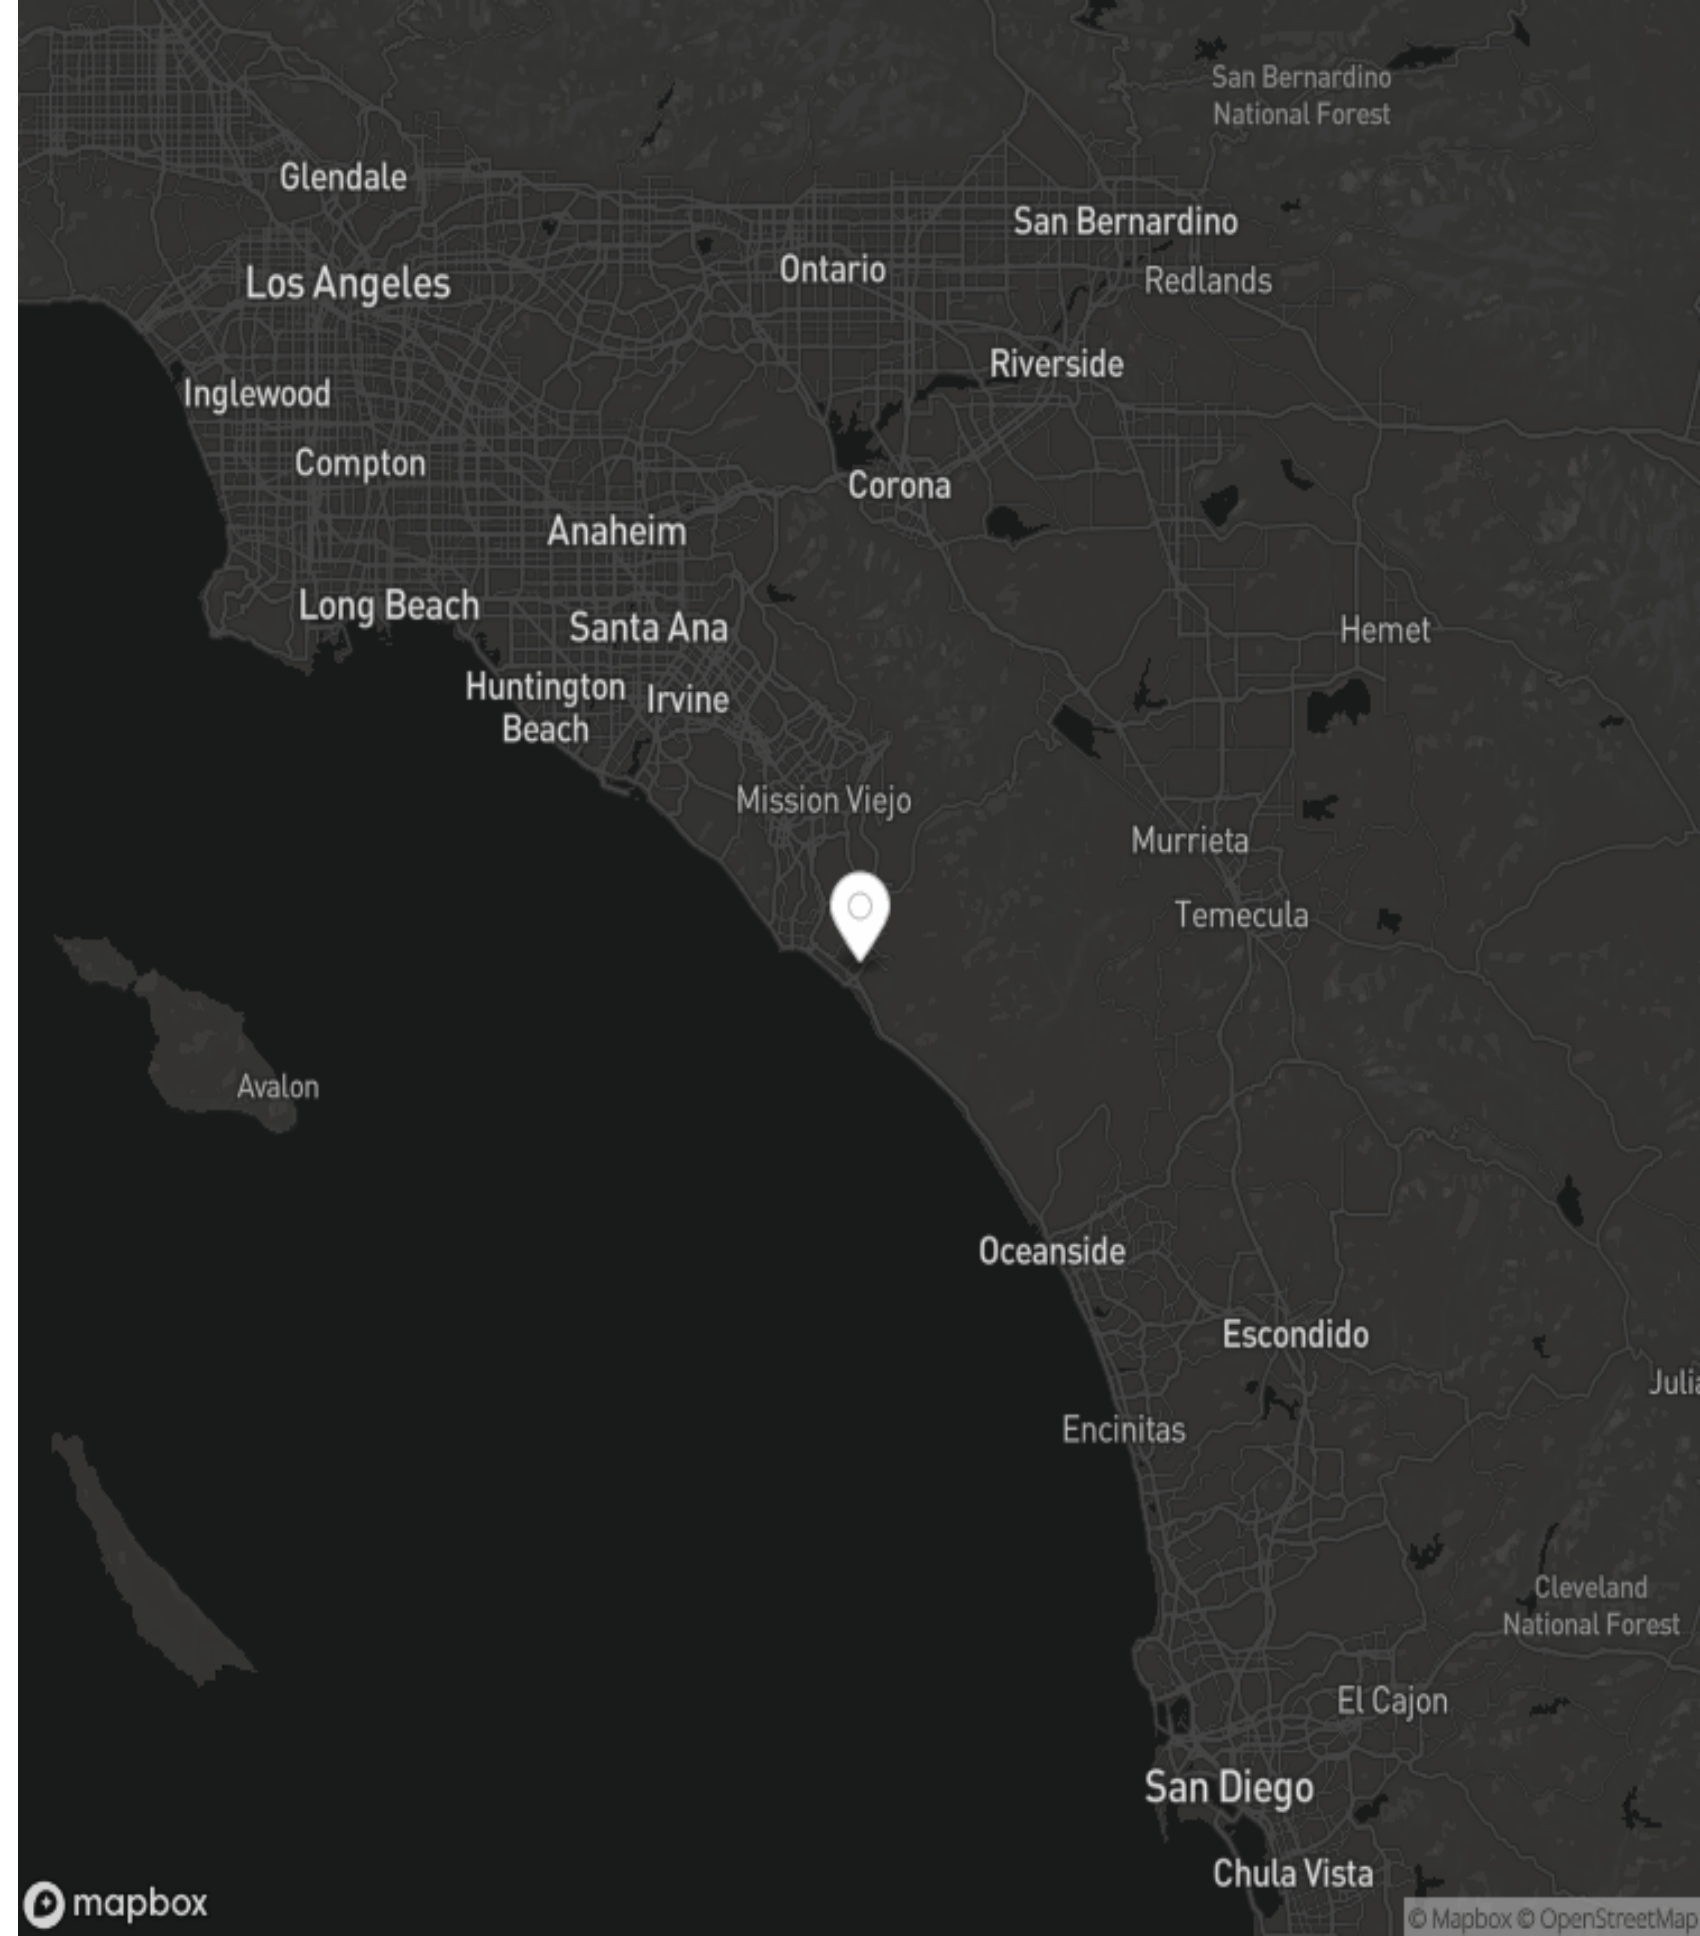 San Bernardino
National Forest
Glendale
San Bernardino
Los Angeles
Ontario
Redlands
Riverside
Inglewood
Compton
Corona
Anaheim
Long Beach
Santa Ana
Hemet
Huntington
Beach
Irvine
Mission Viejo
Murrieta
Temecula
Avalon
Oceanside
Escondido
Julia
Encinitas
Cleveland
National Forest
El Cajon
San Diego
Chula Vista
mapbox
© Mapbox © OpenStreetMap